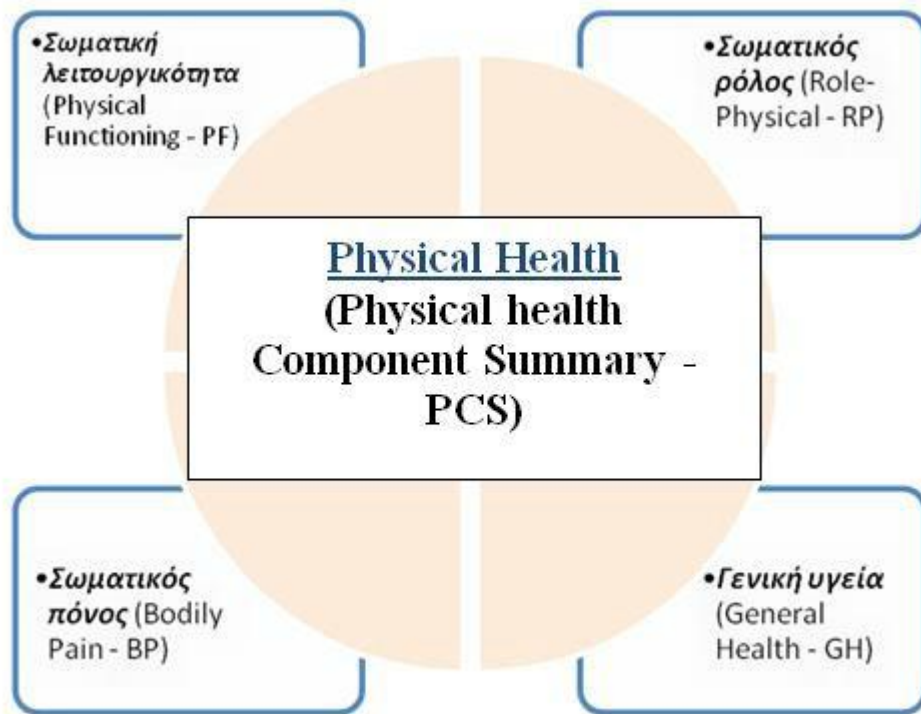 •Σωματική
λειτουργικότητα
(Physical
Functioning - PF)
•Σωματικός
ρόλος (Role-
Physical - RP)
Physical Health
(Physical health
Component Summary -
PCS)
•Σωματικός
πόνος (Bodily
Pain - BP)
•Γενική υγεία
(General
Health - GH)